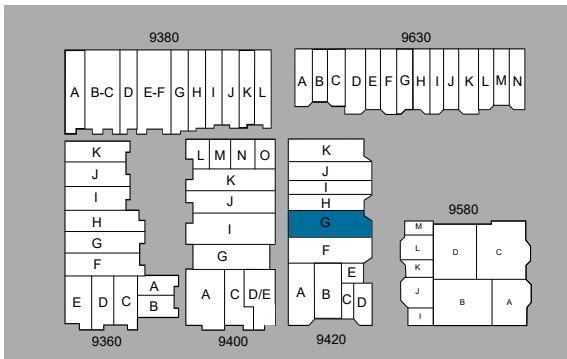 9380
9630
A B-C D E-F G H I J K L
A B C D E F G H I J K L M N
K
J
I
H
G
F
E D C
A
B
9360
L M N O
K
J
I
G
A C D/E
9400
K
J
I
H
G
F
E
A B C D
9420
9580
M
L
K
J
I
D C
B A